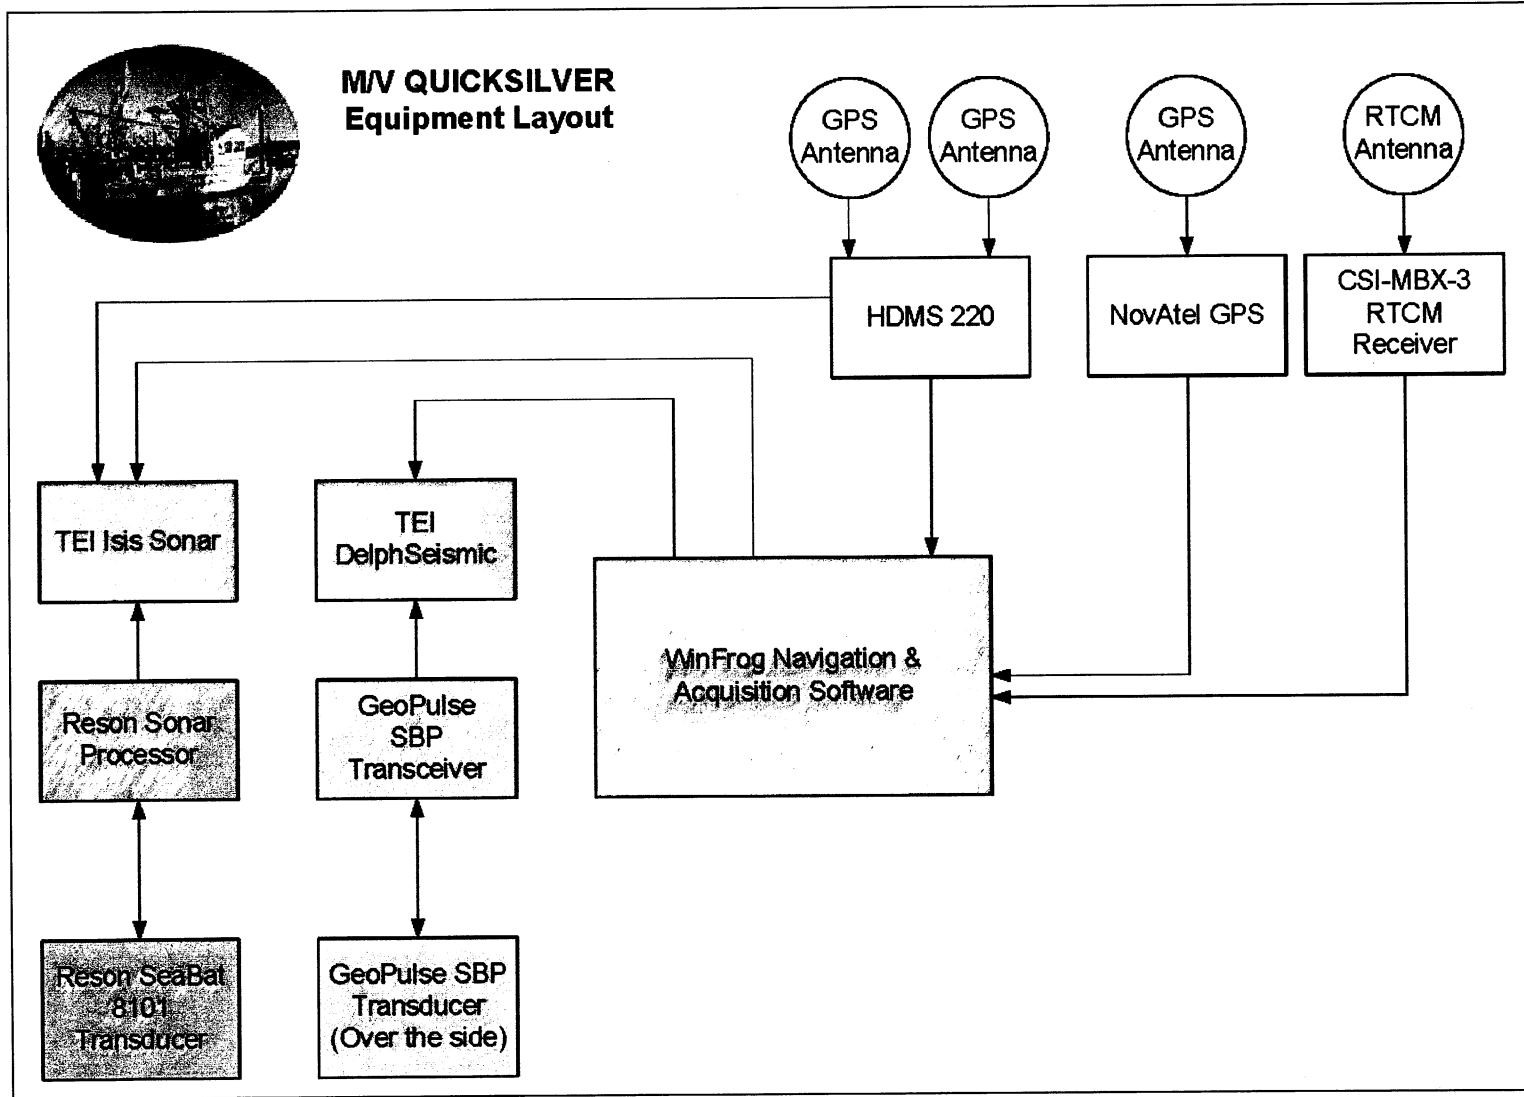 M/V QUICKSILVER
Equipment Layout
GPS
Antenna
GPS
Antenna
GPS
Antenna
RTCM
Antenna
HDMS 220
NovAtel GPS
CSI-MBX-3
RTCM
Receiver
TEI Isis Sonar
TEI
DelphSeismic
WinFrog Navigation &
Acquisition Software
Reson Sonar
Processor
GeoPulse
SBP
Transceiver
Reson SeaBat
8101
Transducer
GeoPulse SBP
Transducer
(Over the side)